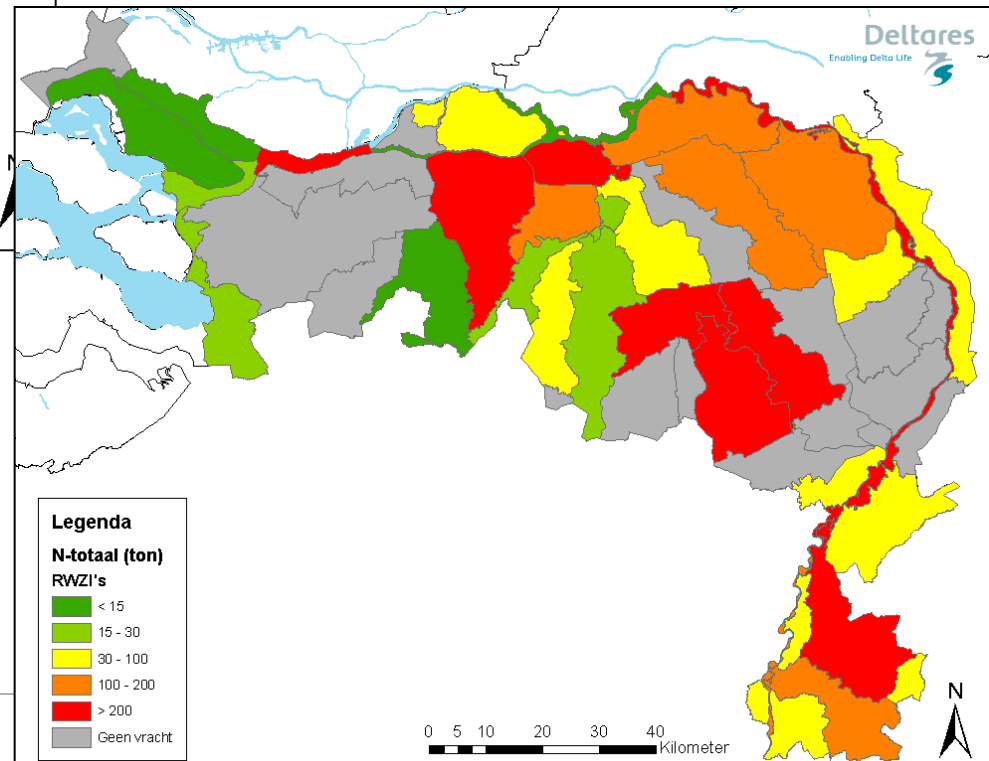 Deltares
Enabling Delta Life
N
Legenda
N-totaal (ton)
RWZI's
< 15
15 - 30
30 - 100
100 - 200
> 200
Geen vracht
0 5 10 20 30 40
Kilometer
N